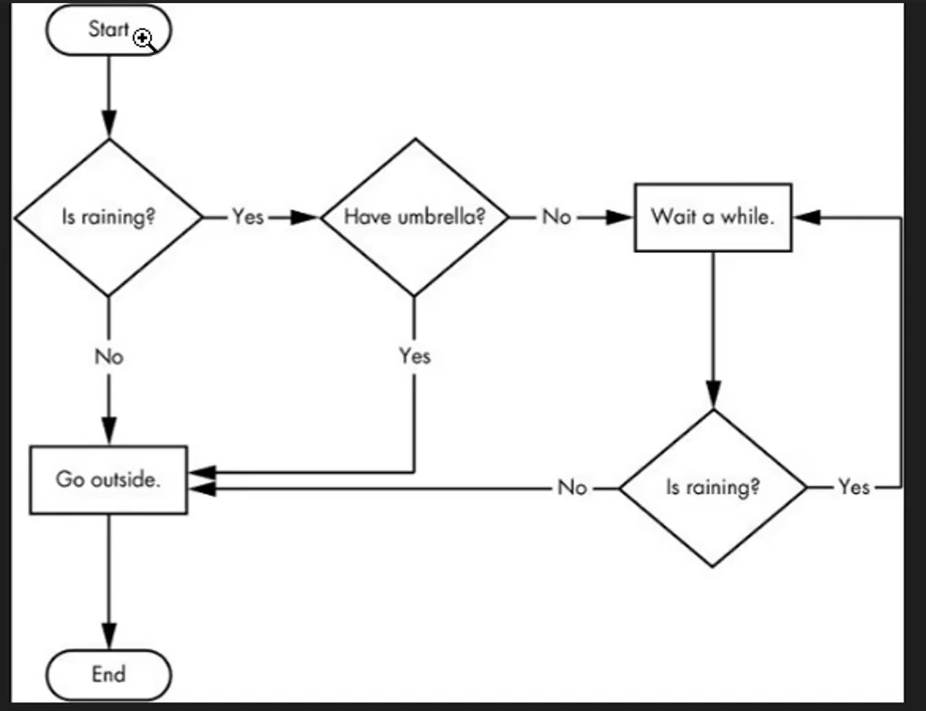 Start
Is raining?
Yes
Have umbrella?
No
Wait a while.
No
Yes
Go outside.
No
Is raining?
Yes
End